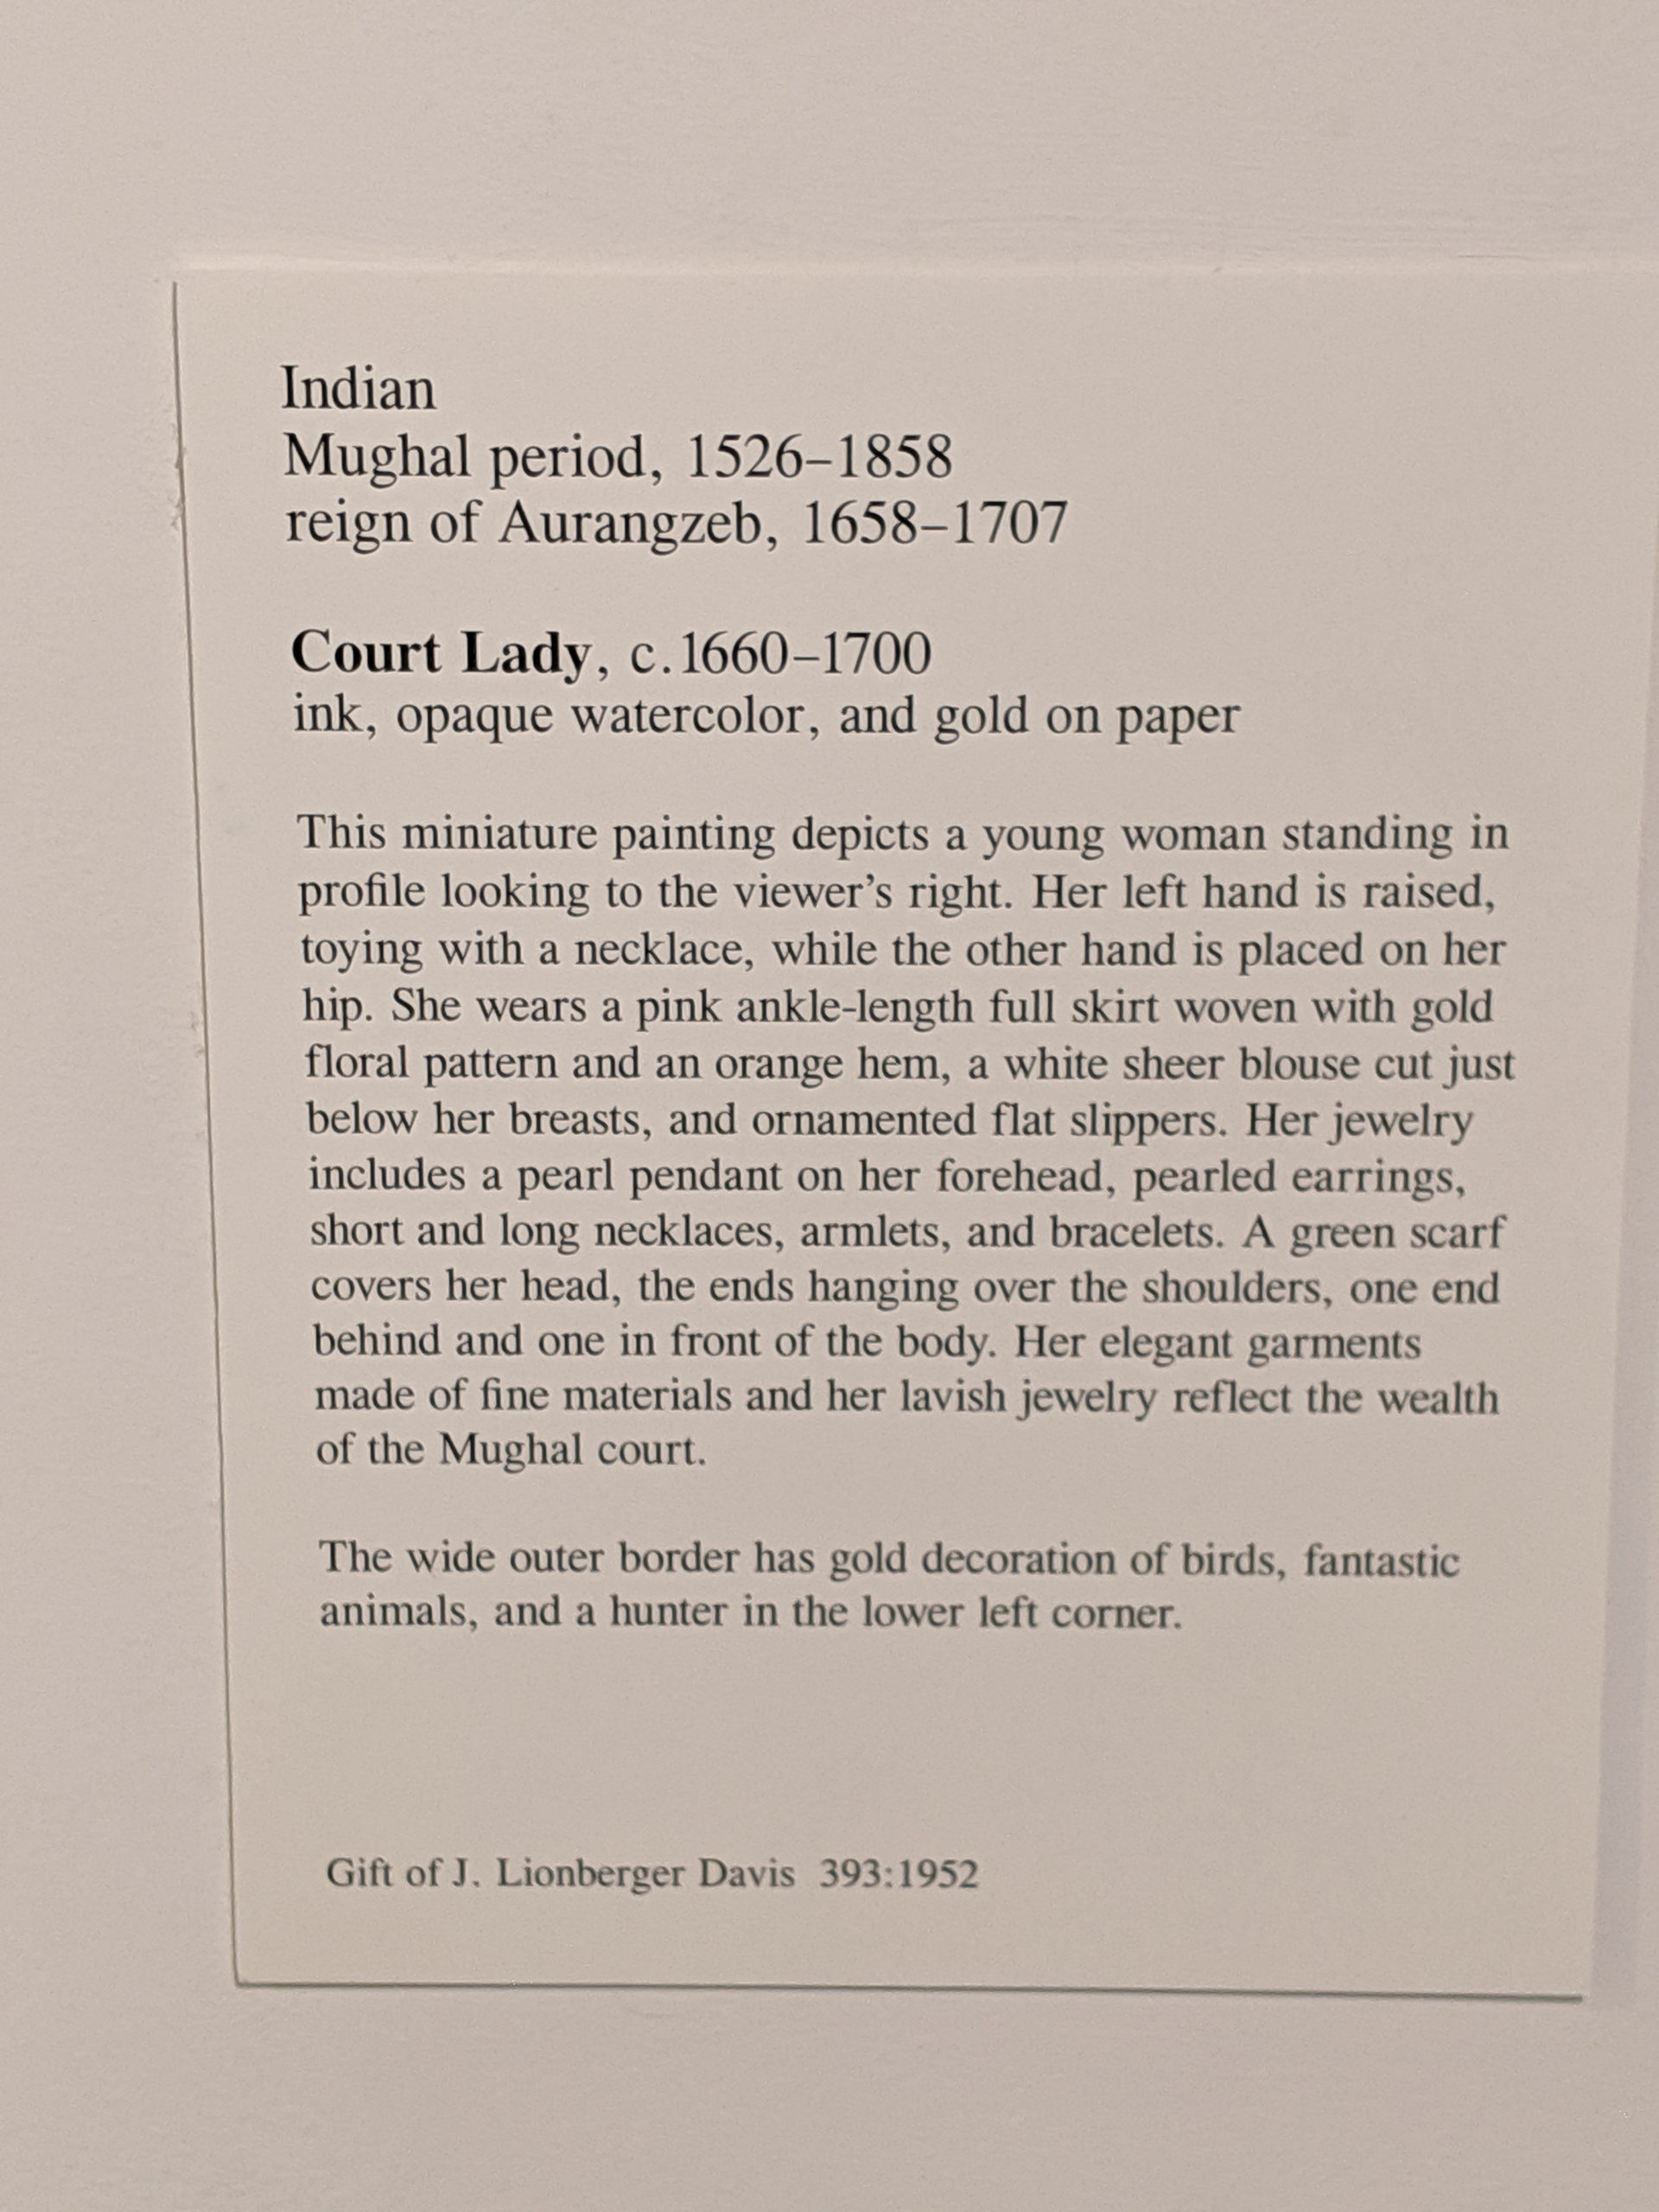 Indian
Mughal period, 1526–1858
reign of Aurangzeb, 1658–1707
Court Lady, c.1660–1700
ink, opaque watercolor, and gold on paper
This miniature painting depicts a young woman standing in
profile looking to the viewer’s right. Her left hand is raised,
toying with a necklace, while the other hand is placed on her
hip. She wears a pink ankle-length full skirt woven with gold
floral pattern and an orange hem, a white sheer blouse cut just
below her breasts, and ornamented flat slippers. Her jewelry
includes a pearl pendant on her forehead, pearled earrings,
short and long necklaces, armlets, and bracelets. A green scarf
covers her head, the ends hanging over the shoulders, one end
behind and one in front of the body. Her elegant garments
made of fine materials and her lavish jewelry reflect the wealth
of the Mughal court.
The wide outer border has gold decoration of birds, fantastic
animals, and a hunter in the lower left corner.
Gift of J. Lionberger Davis 393:1952